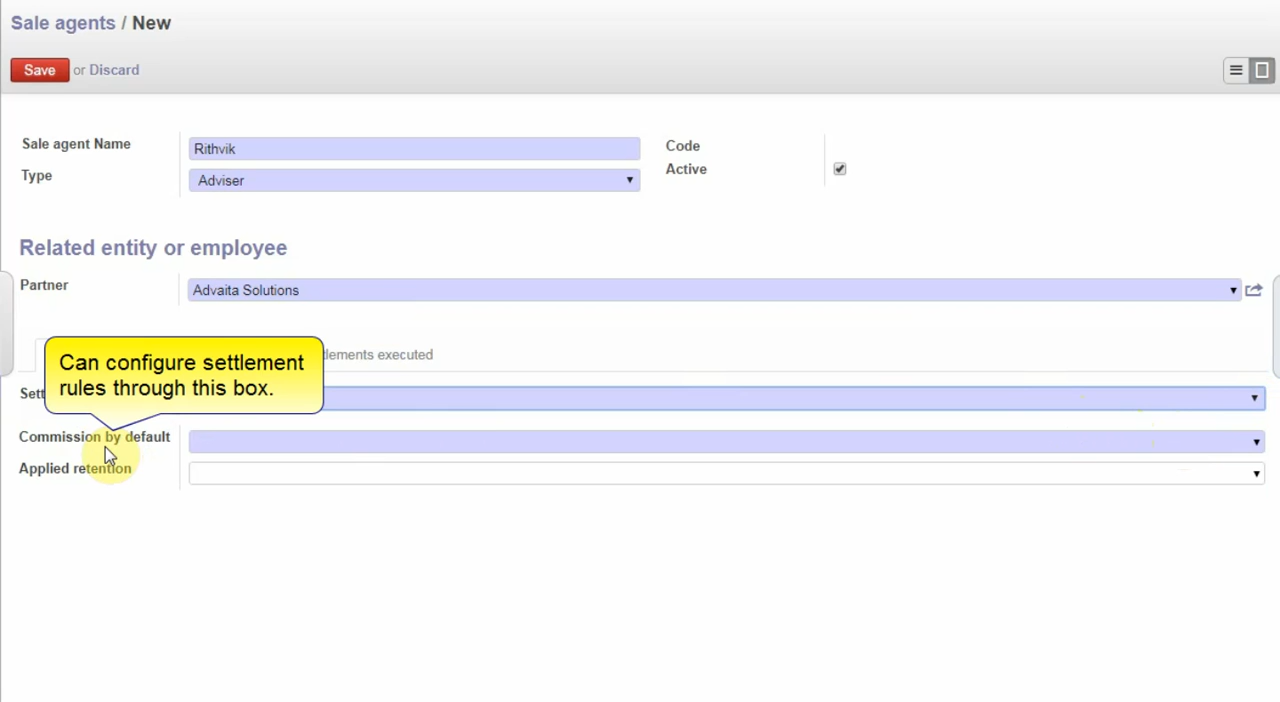 Sale agents / New
Save or Discard
Sale agent Name Rithvik
Code
Type Adviser
Active
Related entity or employee
Partner Advaita Solutions
Can configure settlement
rules through this box.
executed
Commission by default
Applied retention